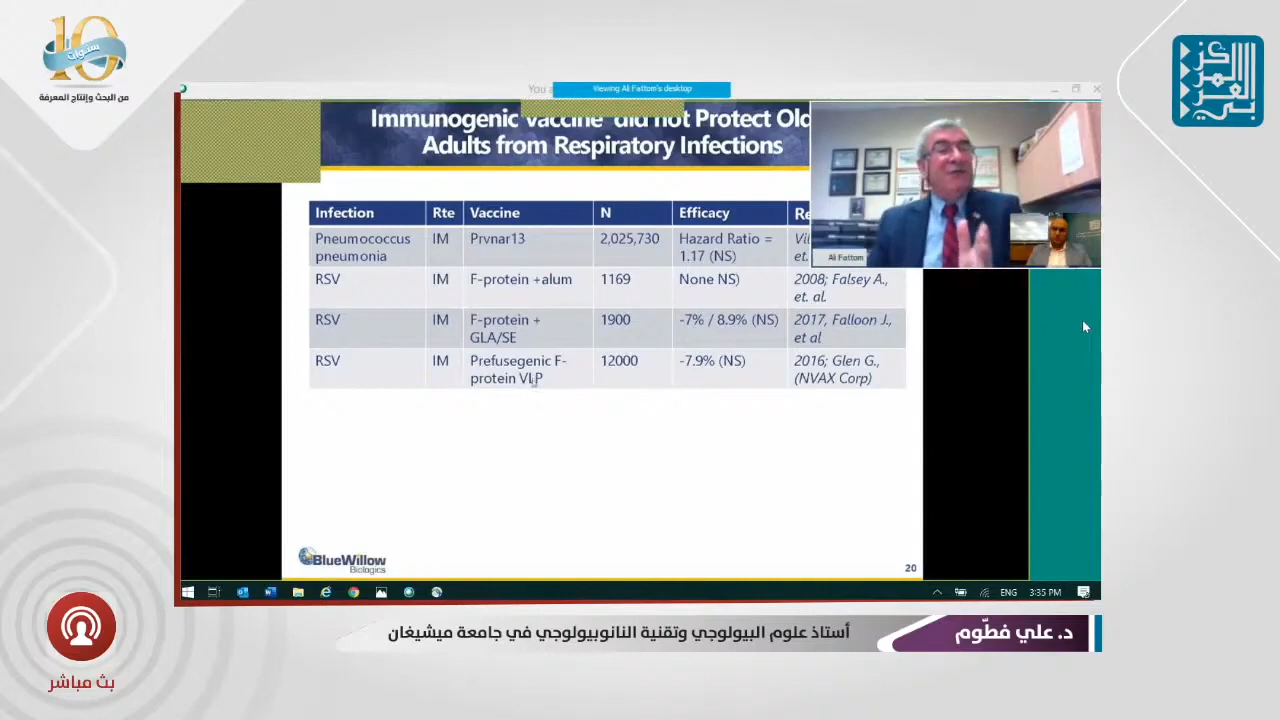 10
سنوات
من البحث وإنتاج المعرفة
المركز
العربي
You a
Viewing Ali Fattom's desktop
Immunogenic Vaccine did not Protect Old
Adults from Respiratory Infections
Infection Rte Vaccine N Efficacy Re
Pneumococcus IM Prvnar13 2,025,730 Hazard Ratio =
pneumonia 1.17 (NS) et.
RSV IM F-protein +alum 1169 None NS) 2008; Falsey A.,
et. al.
RSV IM F-protein + 1900 -7% / 8.9% (NS) 2017, Falloon J.,
GLA/SE et al
RSV IM Prefusegenic F- 12000 -7.9% (NS) 2016; Glen G.,
protein VLP (NVAX Corp)
Ali Fattom
BlueWillow
Biologics
20
ENG 3:35 PM
د. علي فطّوم
أستاذ علوم البيولوجي وتقنية النانوبيولوجي في جامعة ميشيغان
بث مباشر